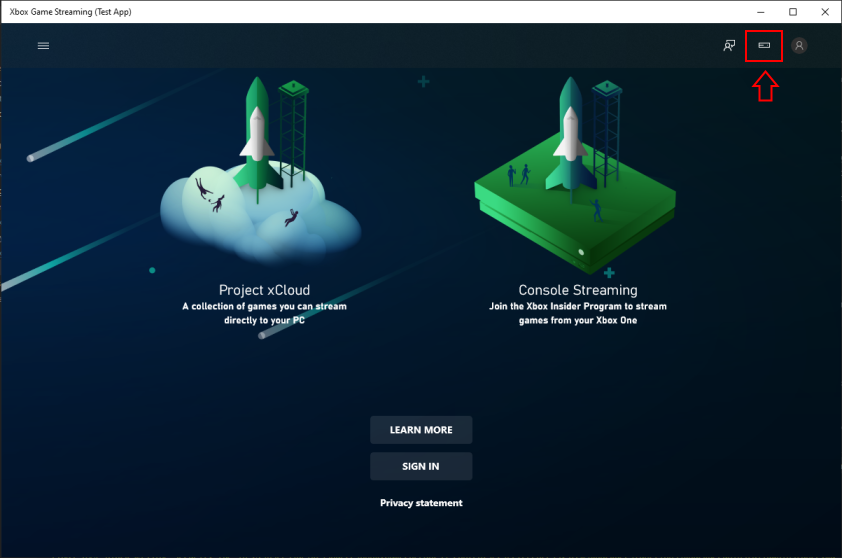 Xbox Game Streaming (Test App)
Project xCloud
A collection of games you can stream
directly to your PC
Console Streaming
Join the Xbox Insider Program to stream
games from your Xbox One
LEARN MORE
SIGN IN
Privacy statement